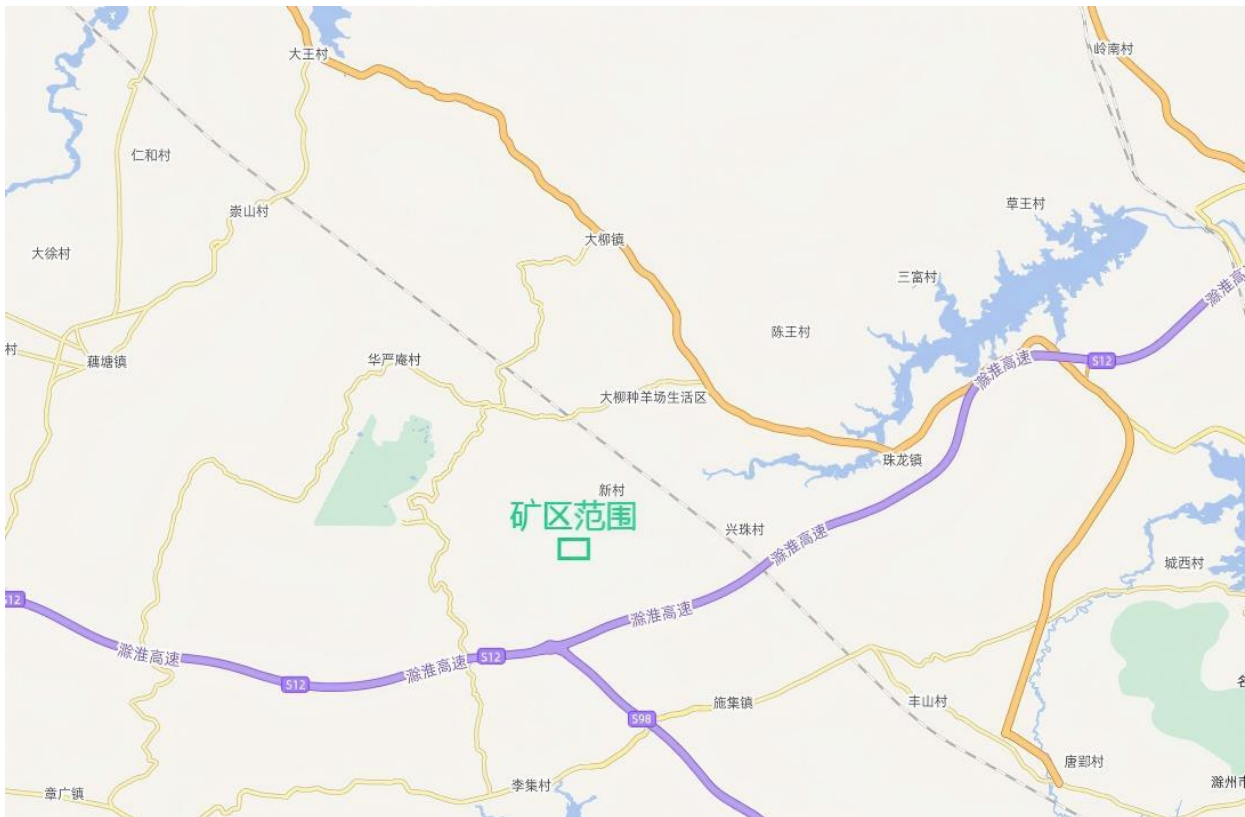 大王村
岭南村
仁和村
崇山村
草王村
大柳镇
大徐村
三富村
滁淮高
陈王村
村
藕塘镇
华严庵村
S12
滁淮高速
大柳种羊场生活区
珠龙镇
新村
矿区范围
兴珠村
滁淮高速
城西村
S12
滁淮高速
滁淮高速
S12
滁淮高速
S12
名
丰山村
施集镇
S98
唐郢村
李集村
滁州市
章广镇